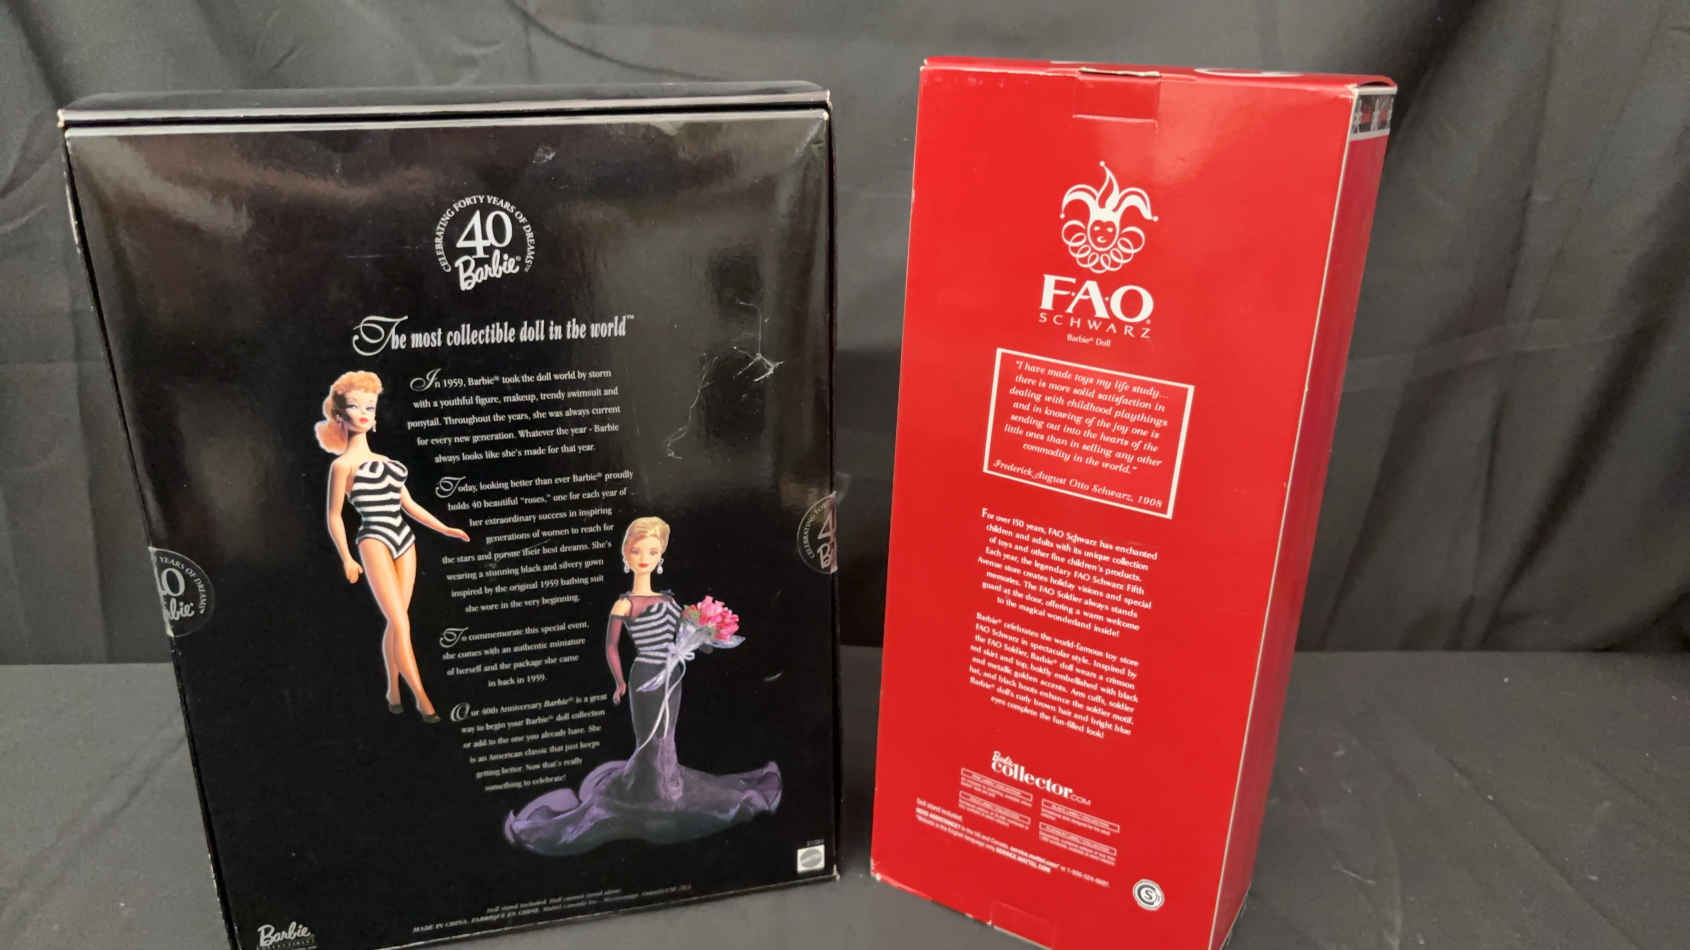 CELEBRATING FORTY YEARS OF DREAMS™
40
Barbie®
The most collectible doll in the world™
In 1959, Barbie® took the doll world by storm
with a youthful figure, makeup, trendy swimsuit and
ponytail. Throughout the years, she was always current
for every new generation. Whatever the year - Barbie
always looks like she's made for that year.
Today, looking better than ever Barbie® proudly
holds 40 beautiful "roses," one for each year of
her extraordinary success in inspiring
generations of women to reach for
the stars and pursue their best dreams. She's
wearing a stunning black and silvery gown
inspired by the original 1959 bathing suit
she wore in the very beginning.
To commemorate this special event,
she comes with an authentic miniature
of herself and the package she came
in back in 1959.
Our 40th Anniversary Barbie® is a great
way to begin your Barbie® doll collection
or add to the one you already have. She
is an American classic that just keeps
getting better. Now that's really
something to celebrate!
YEARS OF DREAMS
Barbie
MADE IN CHINA.
F·A·O
SCHWARZ
Barbie® Doll
"I have made toys my life study...
there is more solid satisfaction in
dealing with childhood playthings
and in knowing of the joy one is
sending out into the hearts of the
little ones than in selling any other
commodity in the world."
Frederick August Otto Schwarz, 1908
For over 150 years, FAO Schwarz has enchanted
children and adults with its unique collection
of toys and other fine children's products.
Each year, the legendary FAO Schwarz Fifth
Avenue store creates holiday visions and special
memories. The FAO Soldier always stands
guard at the door, offering a warm welcome
to the magical wonderland inside!
Barbie® celebrates the world-famous toy store
FAO Schwarz in spectacular style. Inspired by
the FAO Soldier, Barbie® doll wears a crimson
red skirt and top, boldly embellished with black
and metallic golden accents. Arm cuffs, soldier
hat, and black boots enhance the soldier motif.
Barbie® doll's curly brown hair and bright blue
eyes complete the fun-filled look!
Barbie
collector.COM
Doll stand included.